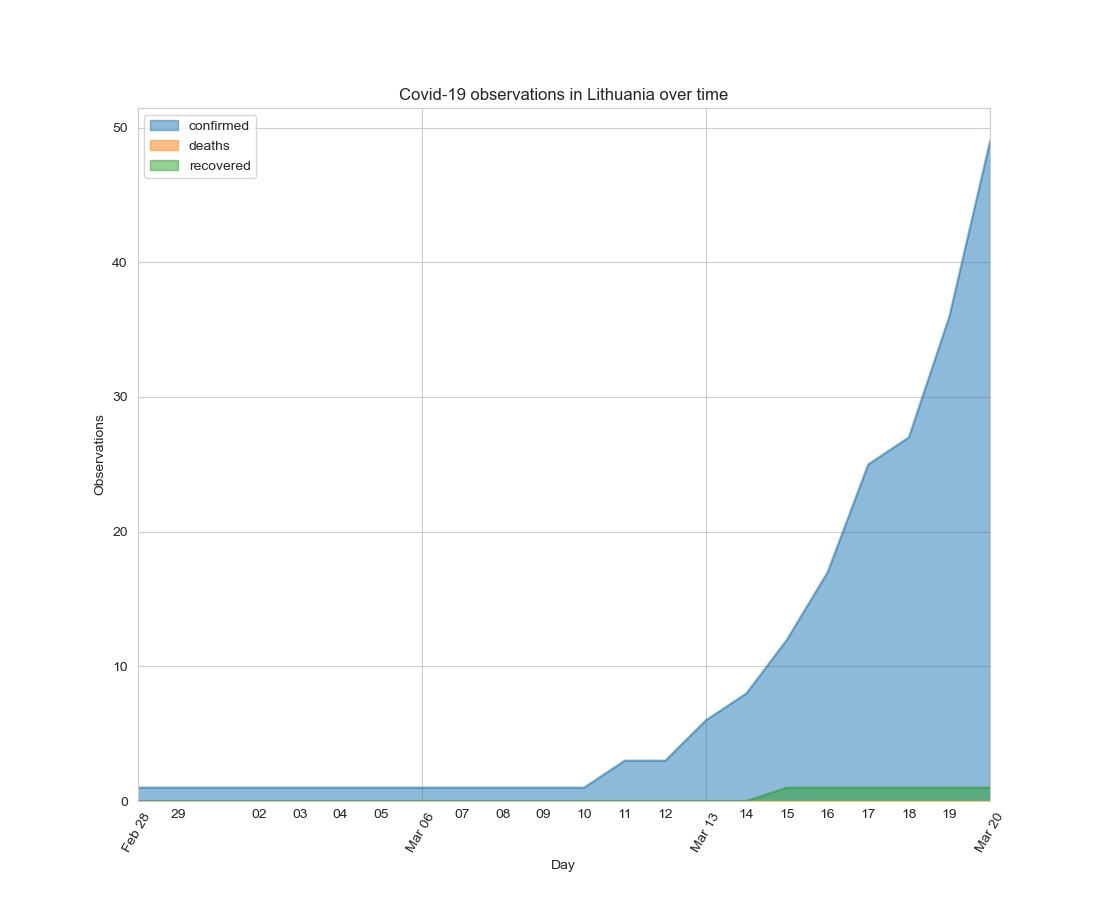 Covid-19 observations in Lithuania over time
confirmed
deaths
recovered
50
40
30
20
10
0
Observations
Feb 28
29
02
03
04
05
Mar 06
07
08
09
10
11
12
Mar 13
14
15
16
17
18
19
Mar 20
Day